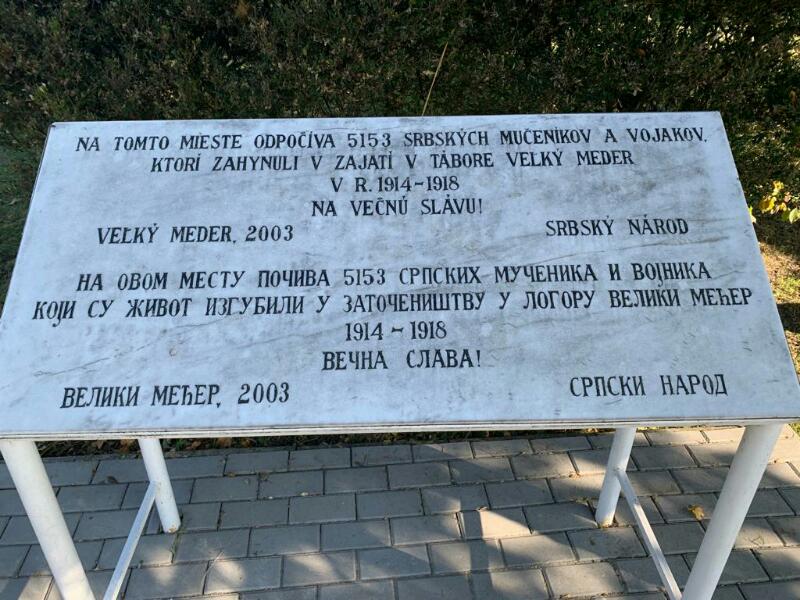 NA TOMTO MIESTE ODPOČÍVA 5153 SRBSKÝCH MUČENÍKOV A VOJAKOV,
KTORÍ ZAHYNULI V ZAJATÍ V TÁBORE VEĽKÝ MEDER
V R. 1914-1918
NA VEČNÚ SLÁVU!
VEĽKÝ MEDER, 2003 SRBSKÝ NÁROD
НА ОВОМ МЕСТУ ПОЧИВА 5153 СРПСКИХ МУЧЕНИКА И ВОЈНИКА
КОЈИ СУ ЖИВОТ ИЗГУБИЛИ У ЗАТОЧЕНИШТВУ У ЛОГОРУ ВЕЛИКИ МЕЂЕР
1914 - 1918
ВЕЧНА СЛАВА!
ВЕЛИКИ МЕЂЕР, 2003 СРПСКИ НАРОД